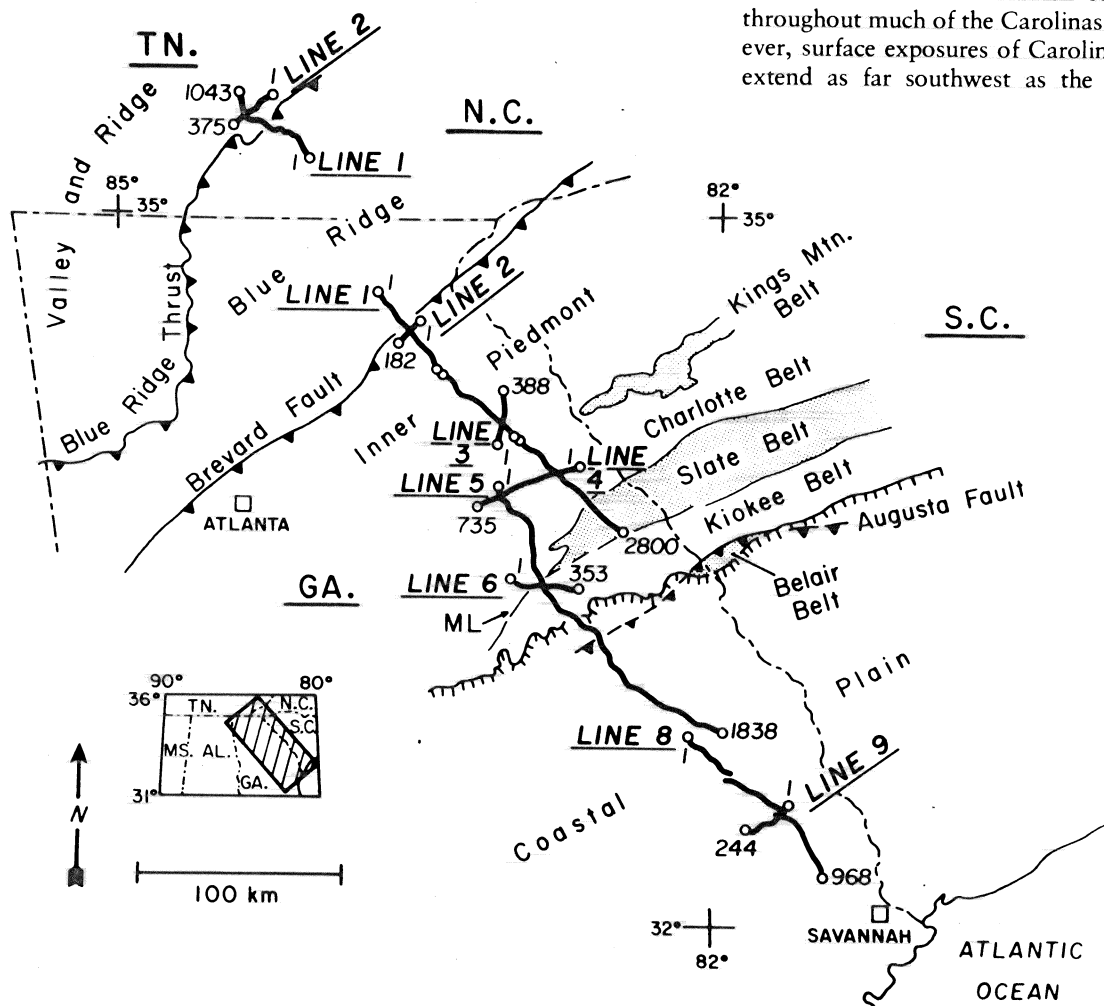 throughout much of the Carolinas
ever, surface exposures of Carolin
extend as far southwest as the
TN.
LINE 2
1
1043
375
1
LINE 1
N.C.
Valley and Ridge
85°
35°
82°
35°
Blue Ridge
Blue Ridge Thrust
LINE 1
1
LINE 2
1
182
Brevard Fault
Inner Piedmont
Kings Mtn.
Belt
S.C.
388
LINE
3
1
Charlotte Belt
Slate Belt
Kiokee Belt
LINE
4
1
LINE 5
1
735
2800
Augusta Fault
Belair
Belt
ATLANTA
GA.
LINE 6
1
353
ML
Coastal Plain
1838
LINE 8
1
LINE 9
1
244
968
90°
80°
36°
TN.
N.C.
S.C.
MS.
AL.
GA.
31°
N
100 km
32°
82°
SAVANNAH
ATLANTIC
OCEAN